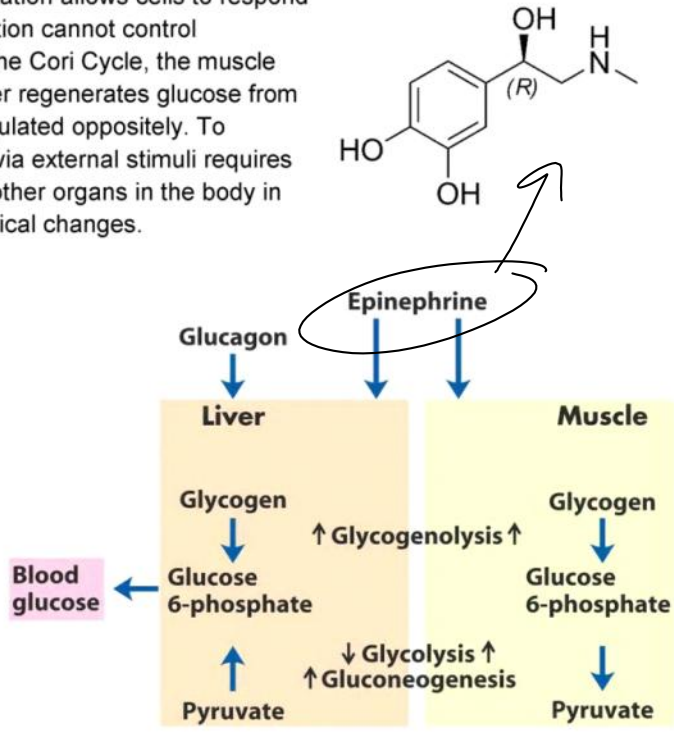 ation allows cells to respond
tion cannot control
ne Cori Cycle, the muscle
er regenerates glucose from
ulated oppositely. To
via external stimuli requires
other organs in the body in
ical changes.
OH
H
N
(R)
HO
OH
Epinephrine
Glucagon
Liver
Muscle
Glycogen
Glycogen
↑ Glycogenolysis ↑
Blood
glucose
Glucose
6-phosphate
Glucose
6-phosphate
↓ Glycolysis ↑
↑ Gluconeogenesis
Pyruvate
Pyruvate